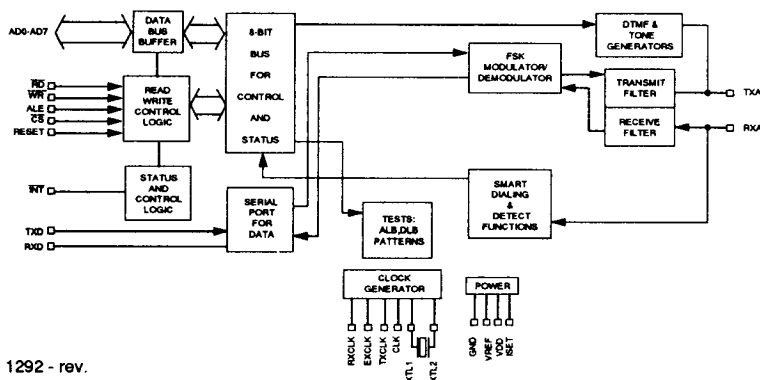 AD0-AD7
DATA
BUS
BUFFER
8-BIT
BUS
FOR
CONTROL
AND
STATUS
DTMF &
TONE
GENERATORS
FSK
MODULATOR/
DEMODULATOR
TRANSMIT
FILTER
RECEIVE
FILTER
TXA
RXA
RD
WR
ALE
CS
RESET
READ
WRITE
CONTROL
LOGIC
INT
STATUS
AND
CONTROL
LOGIC
TXD
RXD
SERIAL
PORT
FOR
DATA
TESTS:
ALB,DLB
PATTERNS
SMART
DIALING
&
DETECT
FUNCTIONS
CLOCK
GENERATOR
RXCLK
EXCLK
TXCLK
CLK
XTL1
XTL2
POWER
GND
VREF
VDD
ISET
1292 - rev.